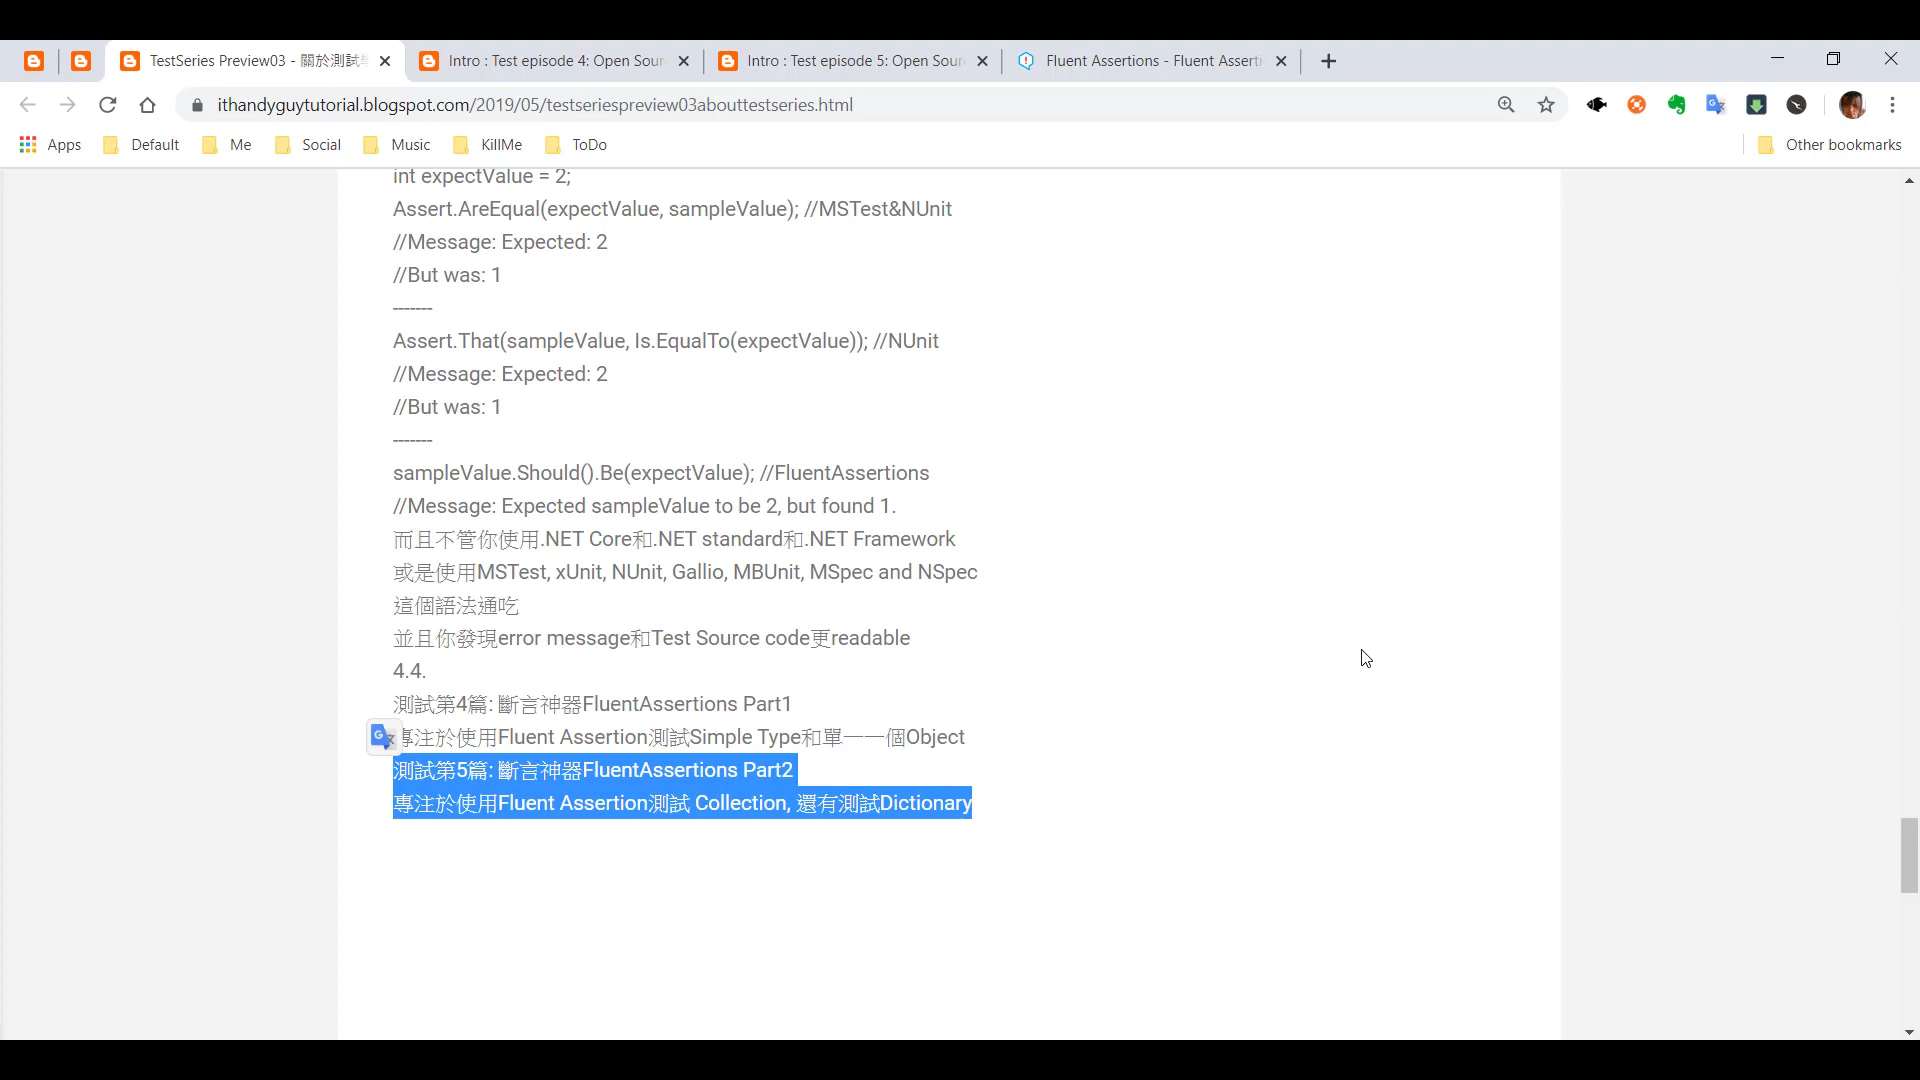 TestSeries Preview03 - 關於測試
Intro : Test episode 4: Open Sour
Intro : Test episode 5: Open Sour
Fluent Assertions - Fluent Asserti
ithandyguytutorial.blogspot.com/2019/05/testseriespreview03abouttestseries.html
Apps
Default
Me
Social
Music
KillMe
ToDo
Other bookmarks
int expectValue = 2;
Assert.AreEqual(expectValue, sampleValue); //MSTest&NUnit
//Message: Expected: 2
//But was: 1
-------
Assert.That(sampleValue, Is.EqualTo(expectValue)); //NUnit
//Message: Expected: 2
//But was: 1
-------
sampleValue.Should().Be(expectValue); //FluentAssertions
//Message: Expected sampleValue to be 2, but found 1.
而且不管你使用.NET Core和.NET standard和.NET Framework
或是使用MSTest, xUnit, NUnit, Gallio, MBUnit, MSpec and NSpec
這個語法通吃
並且你發現error message和Test Source code更readable
4.4.
測試第4篇: 斷言神器FluentAssertions Part1
專注於使用Fluent Assertion測試Simple Type和單一一個Object
測試第5篇: 斷言神器FluentAssertions Part2
專注於使用Fluent Assertion測試 Collection, 還有測試Dictionary